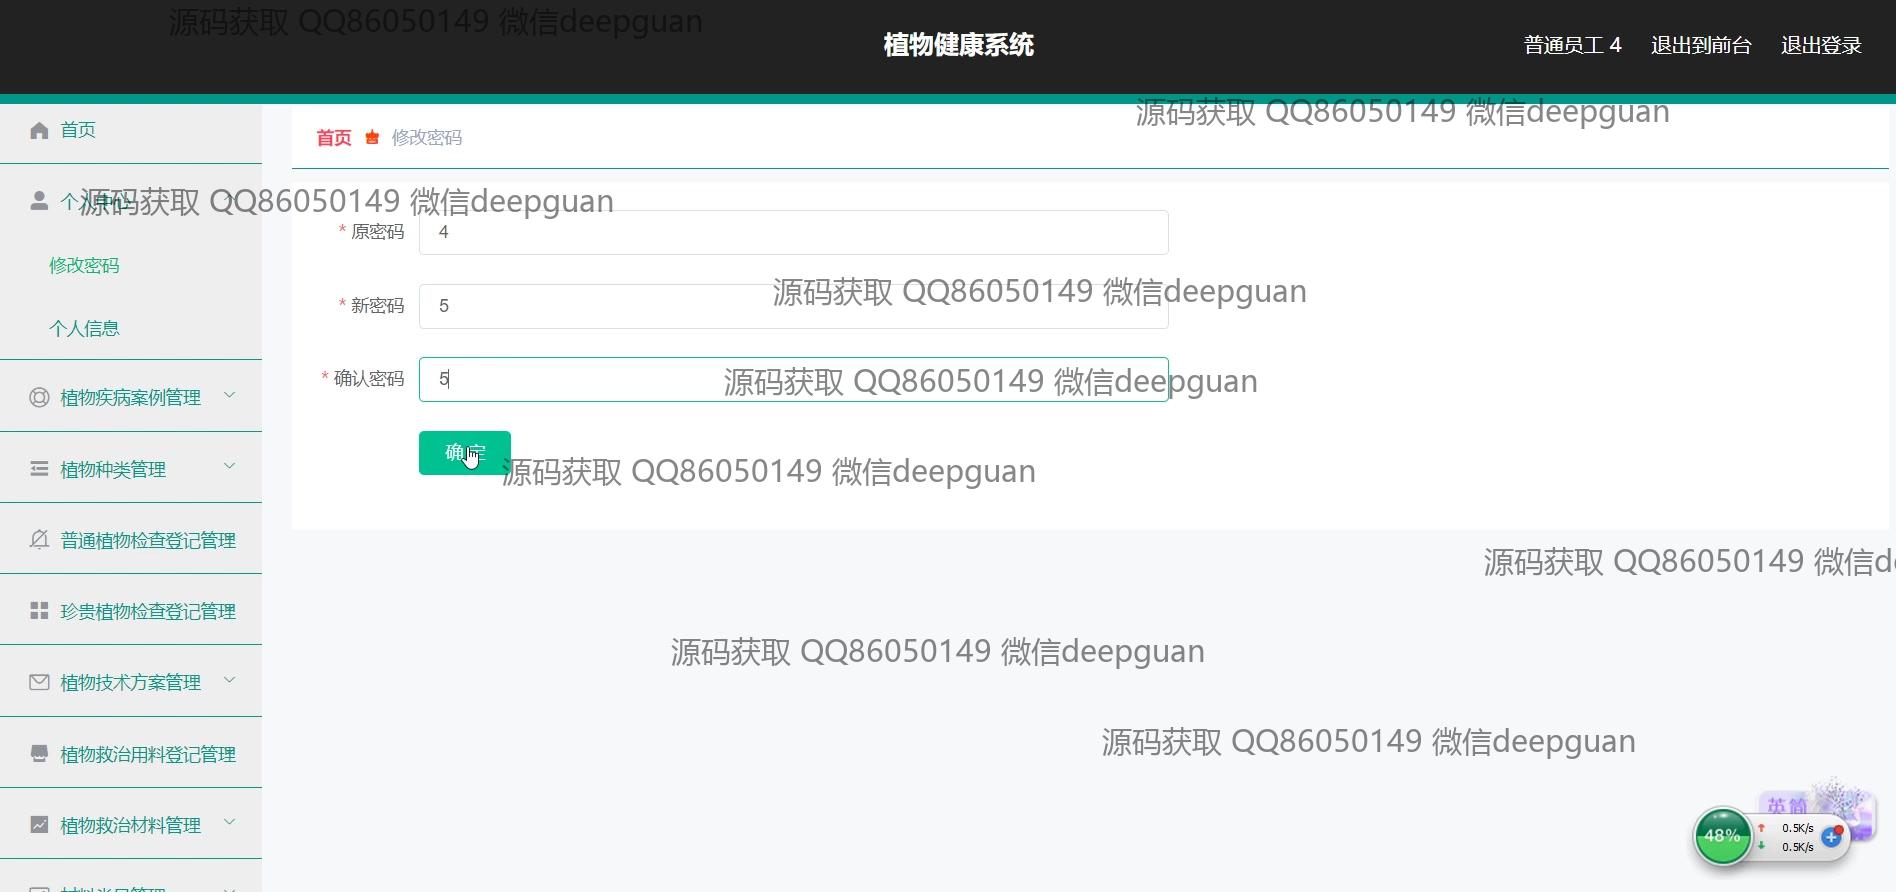 源码获取 QQ86050149 微信deepguan
植物健康系统
普通员工 4 退出到前台 退出登录
源码获取 QQ86050149 微信deepguan
首页
首页 修改密码
个人中心
源码获取 QQ86050149 微信deepguan
* 原密码 4
修改密码
源码获取 QQ86050149 微信deepguan
* 新密码 5
个人信息
* 确认密码 5
源码获取 QQ86050149 微信deepguan
植物疾病案例管理
确定
源码获取 QQ86050149 微信deepguan
植物种类管理
普通植物检查登记管理
源码获取 QQ86050149 微信de
珍贵植物检查登记管理
源码获取 QQ86050149 微信deepguan
植物技术方案管理
源码获取 QQ86050149 微信deepguan
植物救治用料登记管理
英简
植物救治材料管理
48%
0.5K/s
0.5K/s